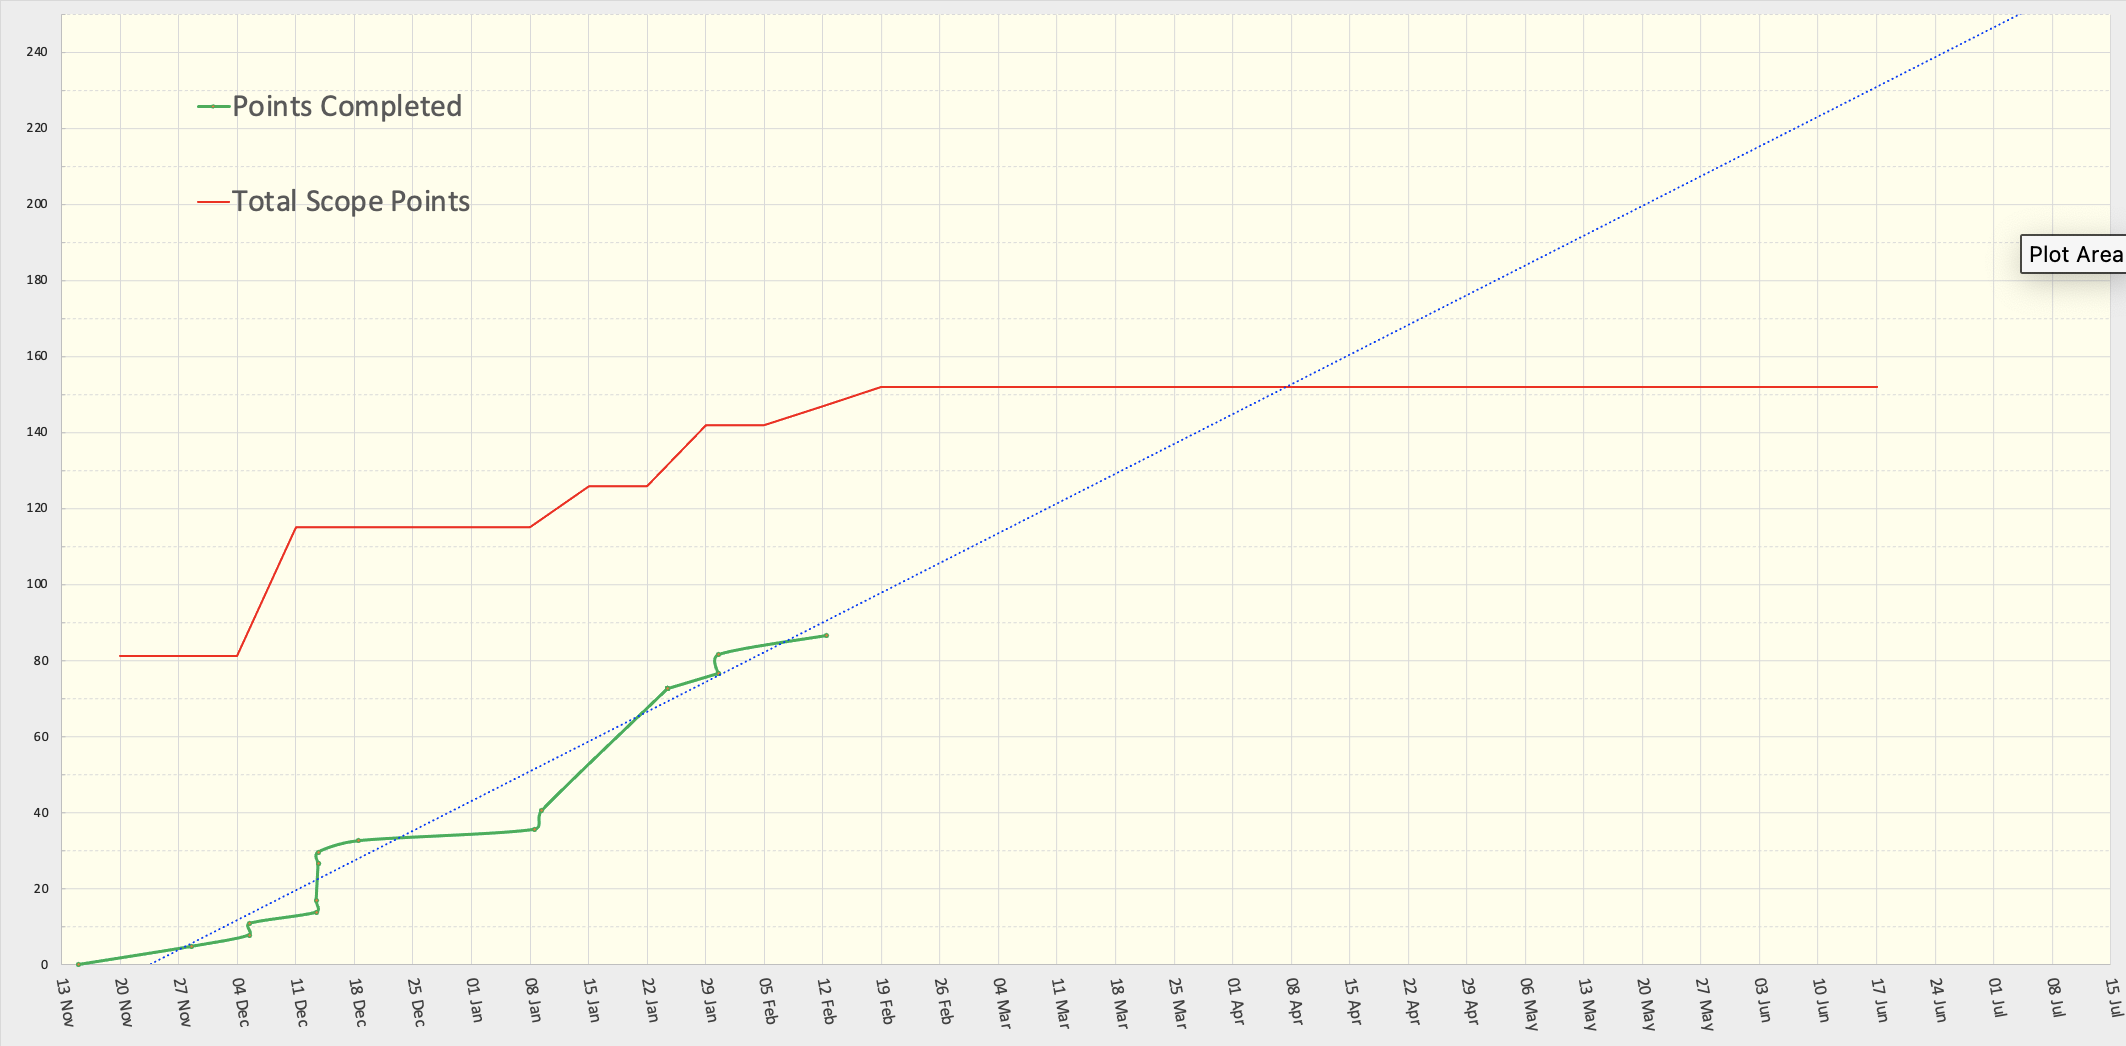 240
220
200
180
160
140
120
100
80
60
40
20
0
Points Completed
Total Scope Points
Plot Area
13 Nov
20 Nov
27 Nov
04 Dec
11 Dec
18 Dec
25 Dec
01 Jan
08 Jan
15 Jan
22 Jan
29 Jan
05 Feb
12 Feb
19 Feb
26 Feb
04 Mar
11 Mar
18 Mar
25 Mar
01 Apr
08 Apr
15 Apr
22 Apr
29 Apr
06 May
13 May
20 May
27 May
03 Jun
10 Jun
17 Jun
24 Jun
01 Jul
08 Jul
15 Jul